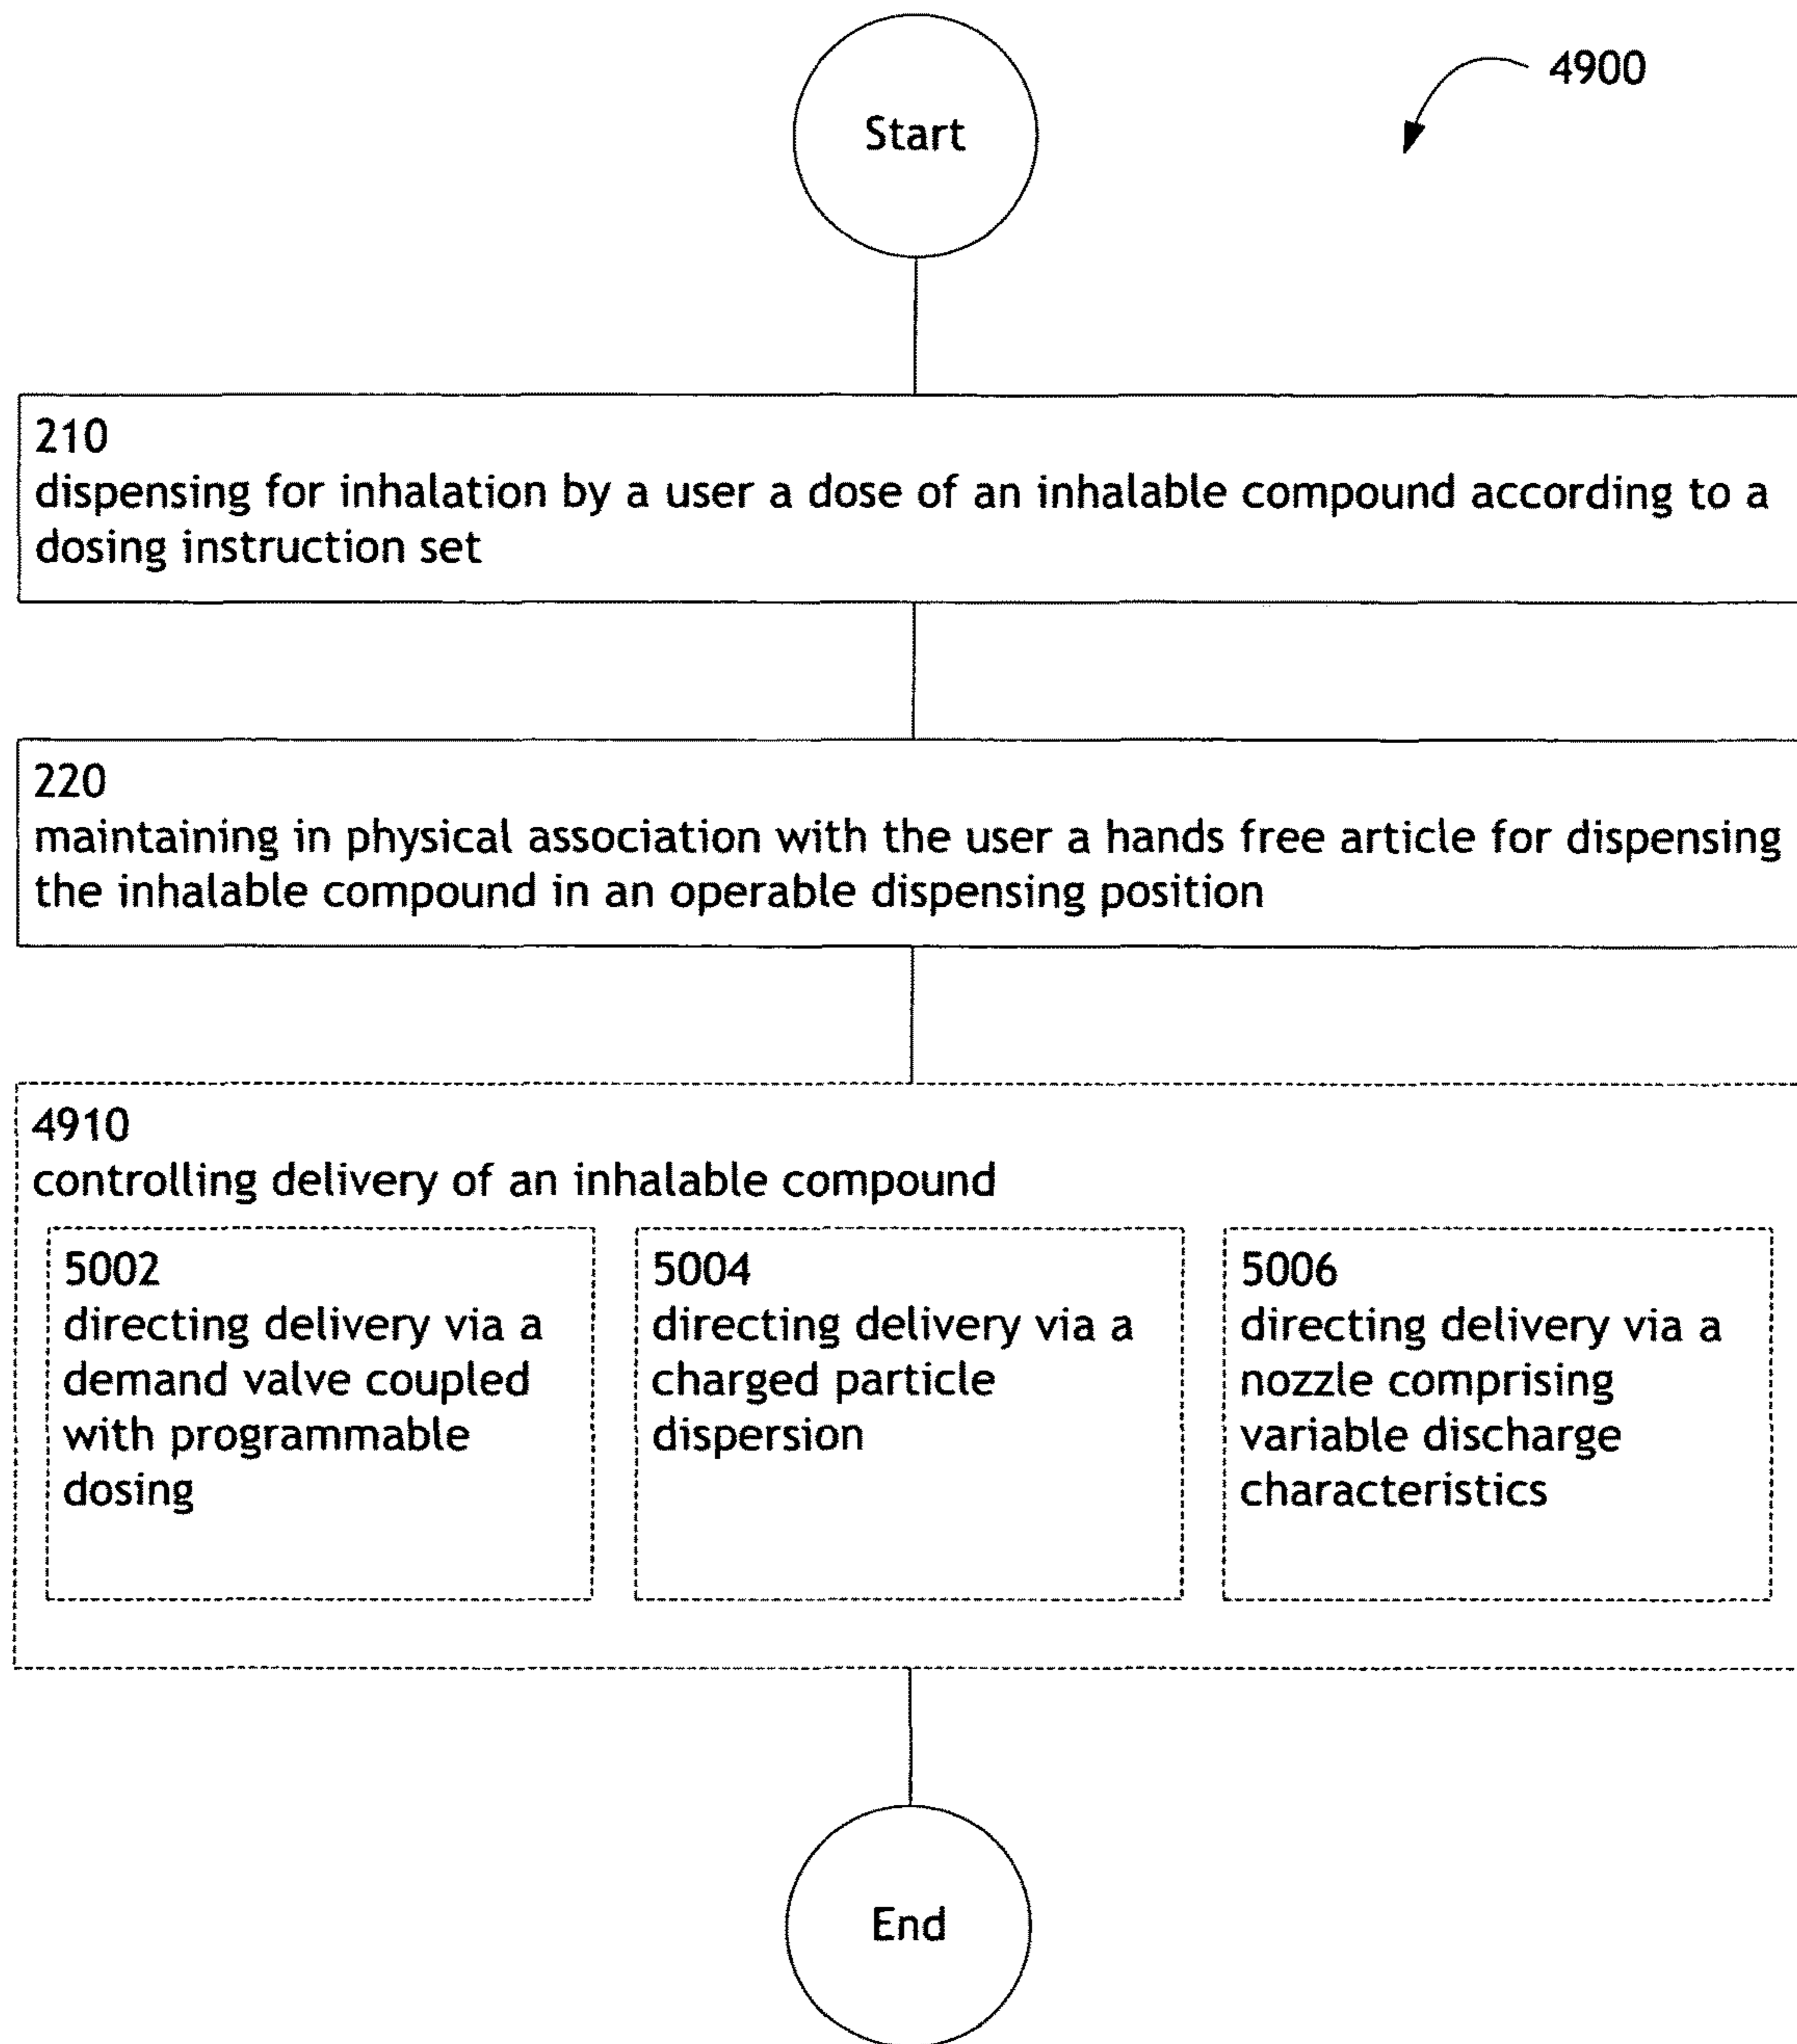 Start
4900
210
dispensing for inhalation by a user a dose of an inhalable compound according to a
dosing instruction set
220
maintaining in physical association with the user a hands free article for dispensing
the inhalable compound in an operable dispensing position
4910
controlling delivery of an inhalable compound
5002
directing delivery via a
demand valve coupled
with programmable
dosing
5004
directing delivery via a
charged particle
dispersion
5006
directing delivery via a
nozzle comprising
variable discharge
characteristics
End